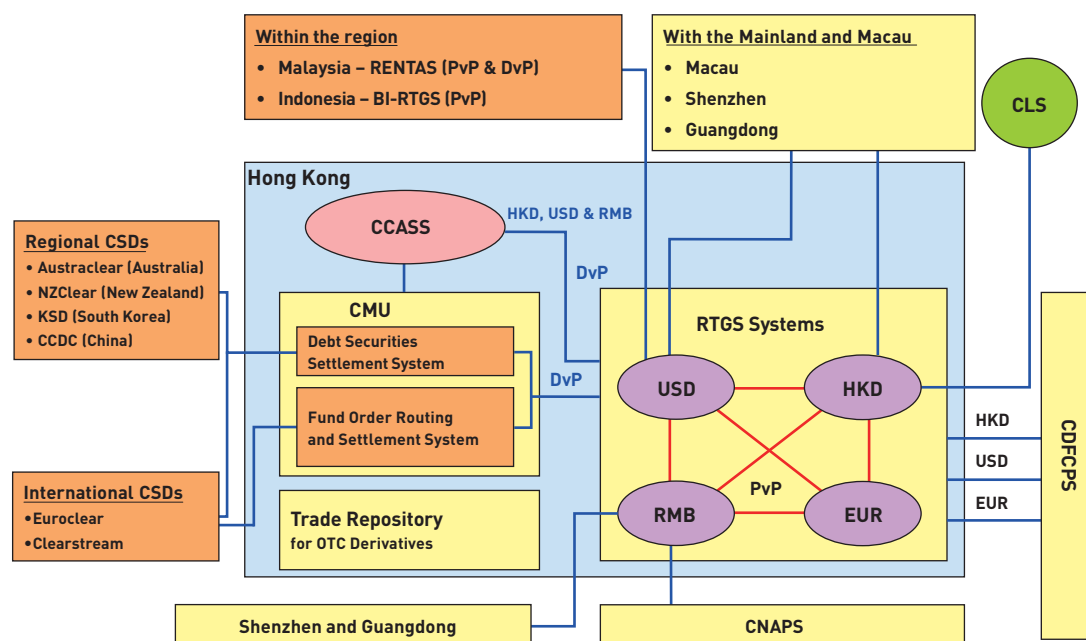 Within the region
• Malaysia – RENTAS (PvP & DvP)
• Indonesia – BI-RTGS (PvP)
With the Mainland and Macau
• Macau
• Shenzhen
• Guangdong
CLS
Hong Kong
CCASS
HKD, USD & RMB
DvP
Regional CSDs
• Austraclear (Australia)
• NZClear (New Zealand)
• KSD (South Korea)
• CCDC (China)
CMU
Debt Securities
Settlement System
DvP
Fund Order Routing
and Settlement System
RTGS Systems
USD
HKD
PvP
RMB
EUR
HKD
USD
EUR
CDFCPS
International CSDs
•Euroclear
•Clearstream
Trade Repository
for OTC Derivatives
Shenzhen and Guangdong
CNAPS